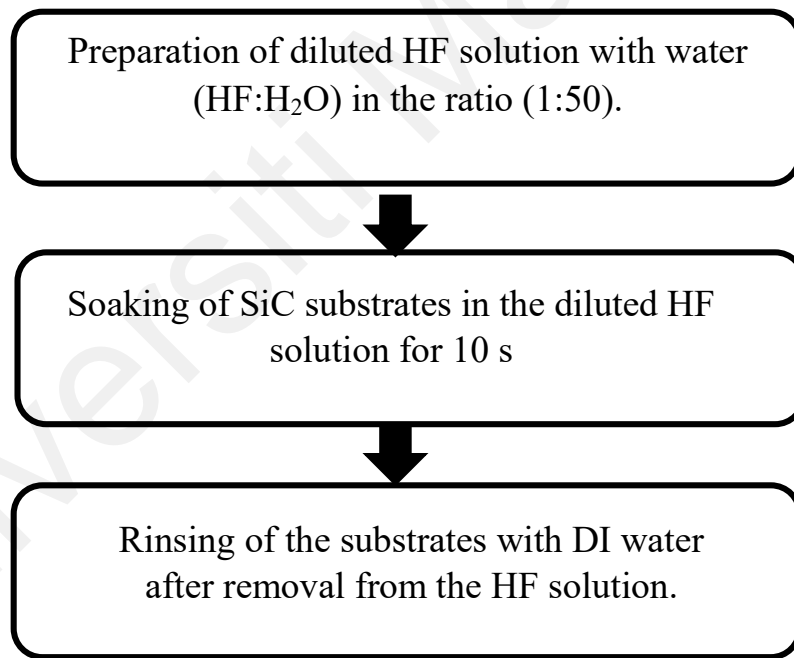 Preparation of diluted HF solution with water
(HF:H₂O) in the ratio (1:50).
Soaking of SiC substrates in the diluted HF
solution for 10 s
Rinsing of the substrates with DI water
after removal from the HF solution.